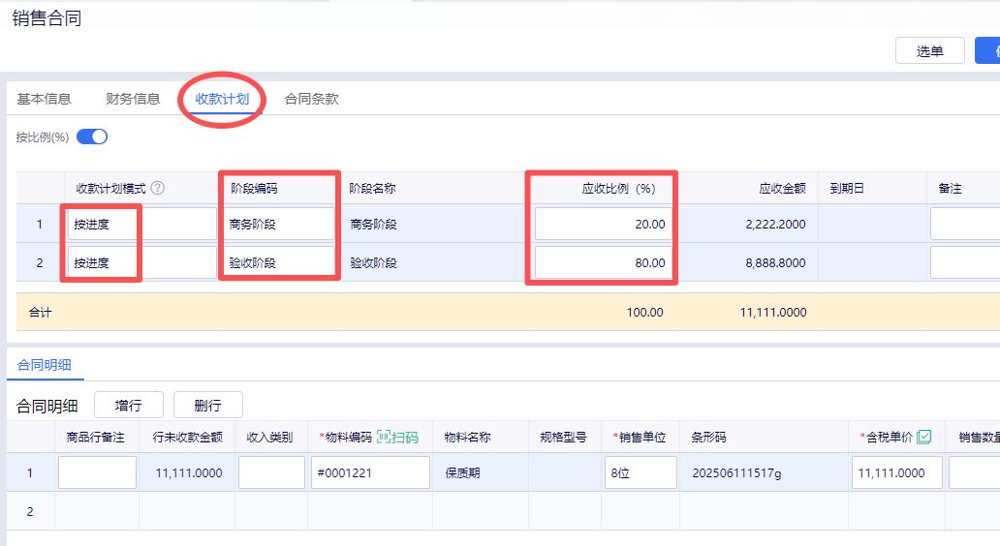 销售合同
选单
基本信息 财务信息 收款计划 合同条款
按比例(%)
收款计划模式 阶段编码 阶段名称 应收比例 (%) 应收金额 到期日 备注
1 按进度 商务阶段 商务阶段 20.00 2,222.2000
2 按进度 验收阶段 验收阶段 80.00 8,888.8000
合计 100.00 11,111.0000
合同明细
合同明细 增行 删行
商品行备注 行未收款金额 收入类别 *物料编码 扫码 物料名称 规格型号 *销售单位 条形码 *含税单价 销售数量
1 11,111.0000 #0001221 保质期 8位 202506111517g 11,111.0000
2